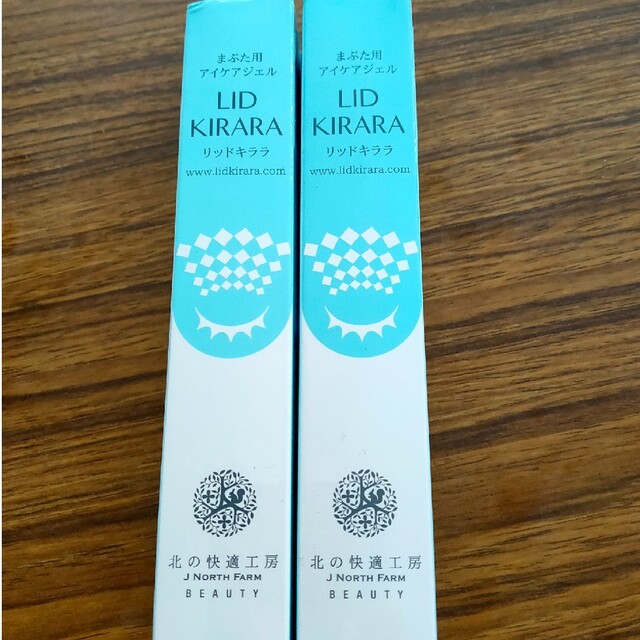 まぶた用
アイケアジェル
LID
KIRARA
リッドキララ
www.lidkirara.com
北の快適工房
J NORTH FARM
BEAUTY
まぶた用
アイケアジェル
LID
KIRARA
リッドキララ
www.lidkirara.com
北の快適工房
J NORTH FARM
BEAUTY